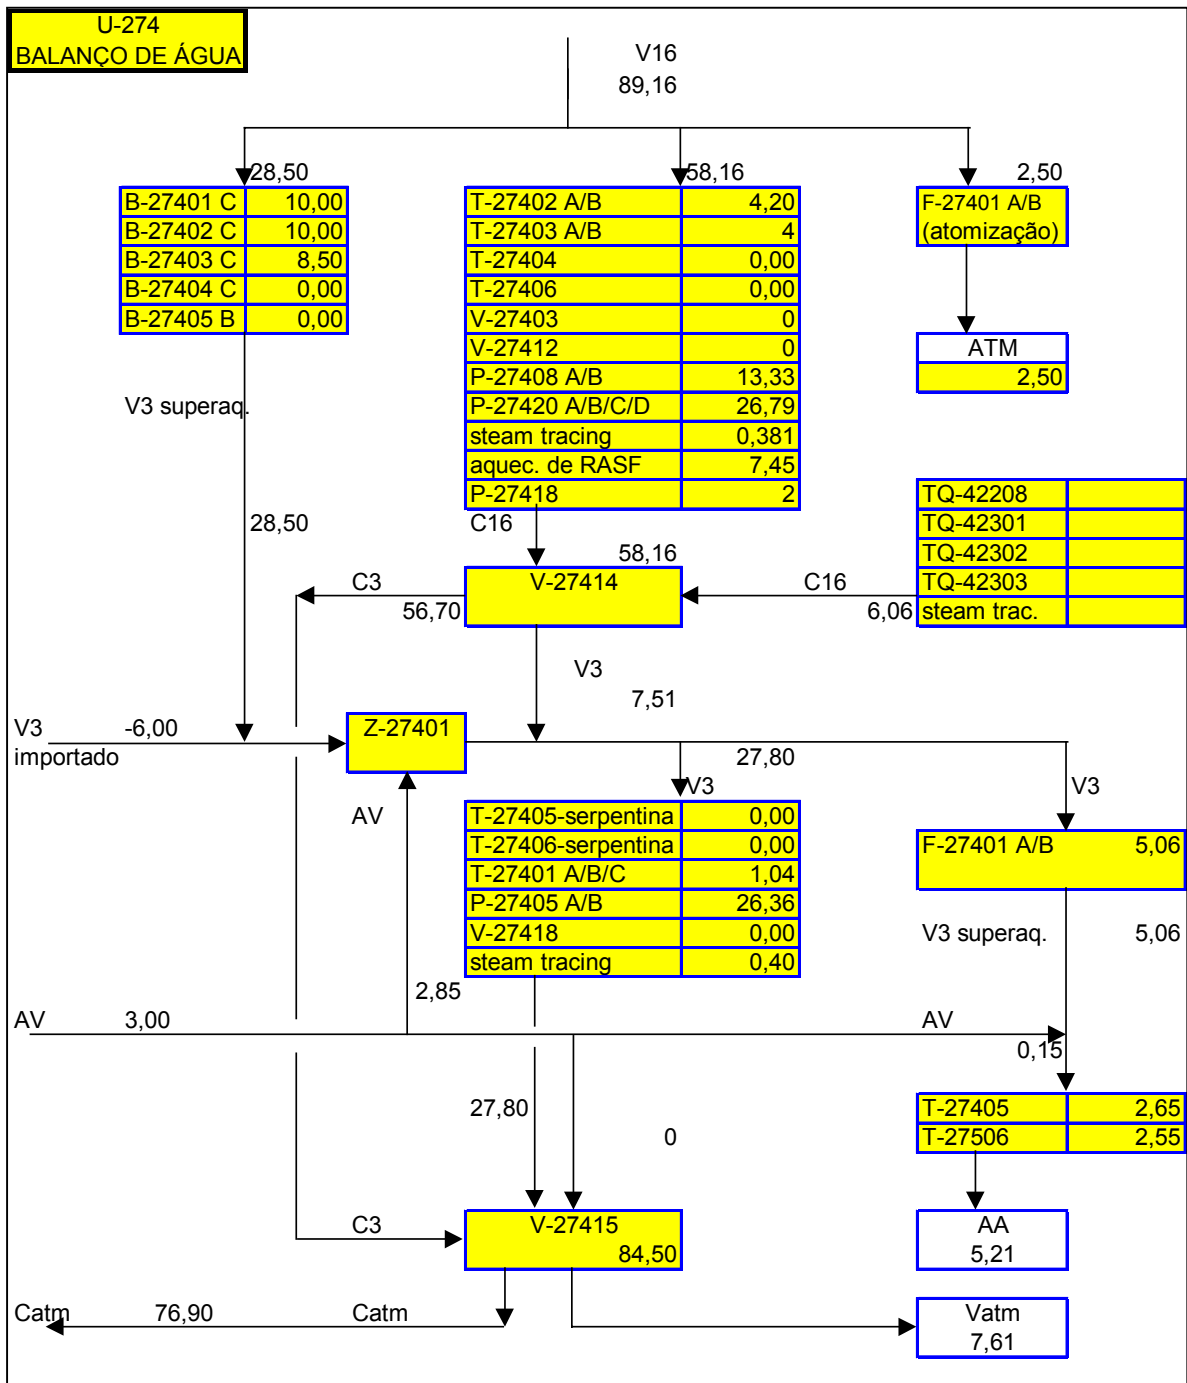 U-274
BALANÇO DE ÁGUA
V16
89,16
28,50
58,16
2,50
B-27401 C 10,00
B-27402 C 10,00
B-27403 C 8,50
B-27404 C 0,00
B-27405 B 0,00
T-27402 A/B 4,20
T-27403 A/B 4
T-27404 0,00
T-27406 0,00
V-27403 0
V-27412 0
P-27408 A/B 13,33
P-27420 A/B/C/D 26,79
steam tracing 0,381
aquec. de RASF 7,45
P-27418 2
F-27401 A/B
(atomização)
ATM
2,50
V3 superaq.
28,50
C16
58,16
TQ-42208
TQ-42301
TQ-42302
TQ-42303
steam trac.
C3
56,70
V-27414
C16
6,06
V3
7,51
V3 -6,00
importado
Z-27401
27,80
V3
V3
AV
T-27405-serpentina 0,00
T-27406-serpentina 0,00
T-27401 A/B/C 1,04
P-27405 A/B 26,36
V-27418 0,00
steam tracing 0,40
F-27401 A/B 5,06
V3 superaq. 5,06
2,85
AV 3,00
AV
0,15
27,80
0
T-27405 2,65
T-27506 2,55
C3
V-27415
84,50
AA
5,21
Catm 76,90 Catm
Vatm
7,61